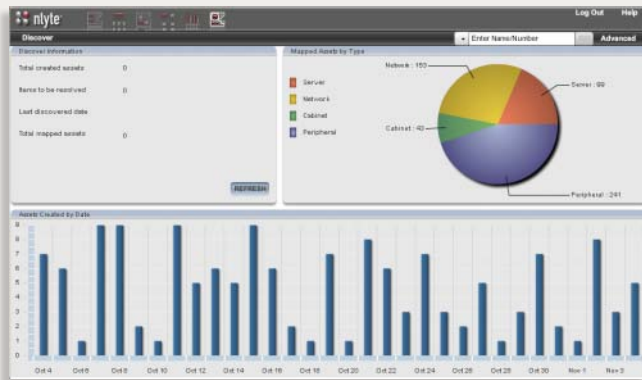 nlyte
Log Out Help
Discover
Enter Name/Number
Advanced
Discover Information
Total created assets 0
Items to be resolved 0
Last discovered date
Total mapped assets 0
REFRESH
Mapped Assets by Type
Server
Network
Cabinet
Peripheral
Network : 193
Server : 99
Cabinet : 42
Peripheral : 241
Assets Created by Date
9
8
7
6
5
4
3
2
1
0
Oct 4 Oct 6 Oct 8 Oct 10 Oct 12 Oct 14 Oct 16 Oct 18 Oct 20 Oct 22 Oct 24 Oct 26 Oct 28 Oct 30 Nov 1 Nov 3